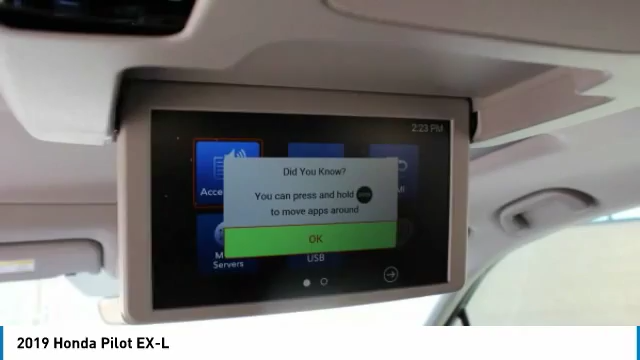 2:23 PM
Did You Know?
You can press and hold
to move apps around
OK
Servers
USB
2019 Honda Pilot EX-L